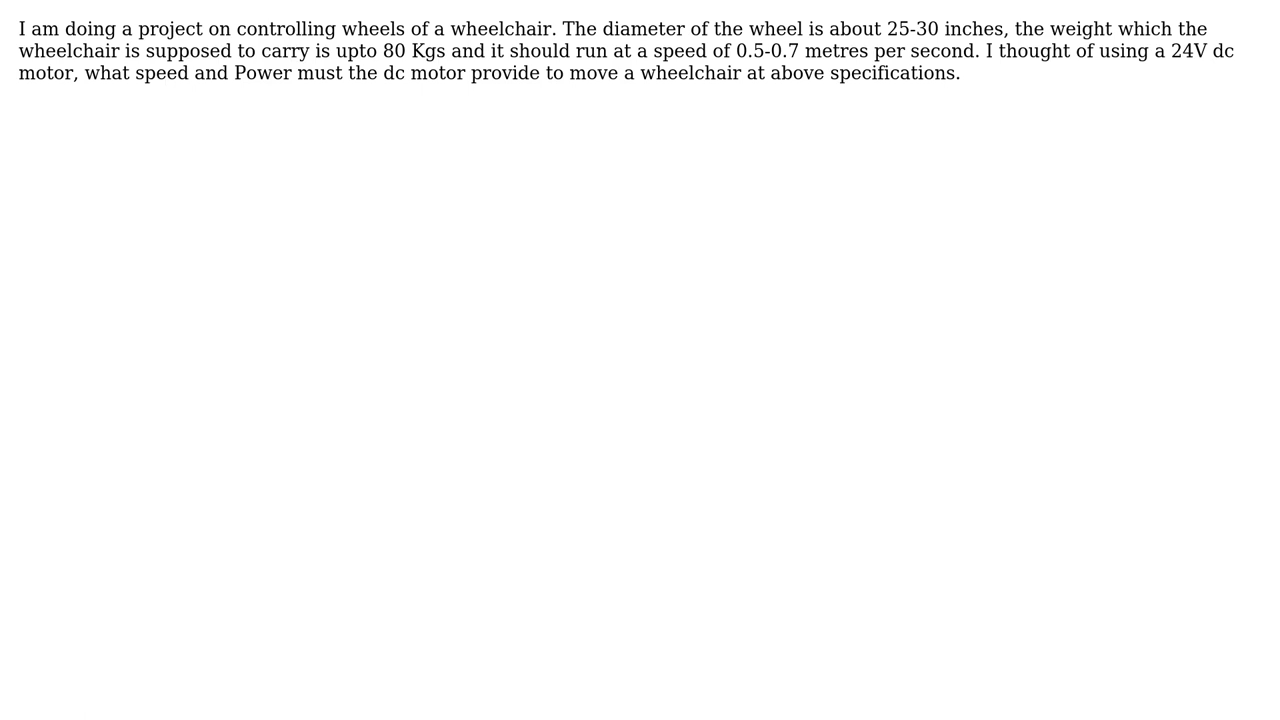 I am doing a project on controlling wheels of a wheelchair. The diameter of the wheel is about 25-30 inches, the weight which the
wheelchair is supposed to carry is upto 80 Kgs and it should run at a speed of 0.5-0.7 metres per second. I thought of using a 24V dc
motor, what speed and Power must the dc motor provide to move a wheelchair at above specifications.